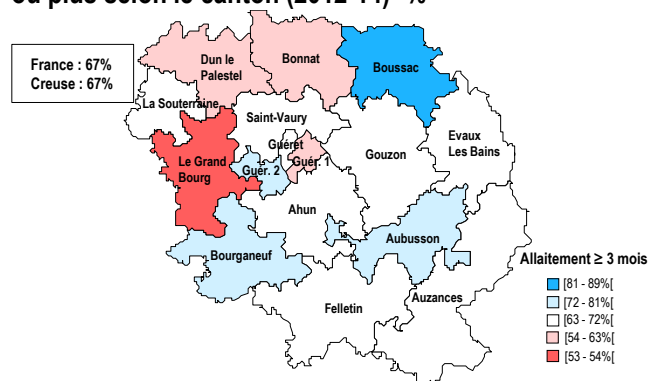 ou plus selon le canton (2012-14) %
France : 67%
Creuse : 67%
Dun le
Palestel
Bonnat
Boussac
La Souterraine
Saint-Vaury
Guéret
Guér. 1
Le Grand
Bourg
Guér. 2
Gouzon
Evaux
Les Bains
Ahun
Aubusson
Bourganeuf
Felletin
Auzances
Allaitement ≥ 3 mois
[81 - 89%[
[72 - 81%[
[63 - 72%[
[54 - 63%[
[53 - 54%[